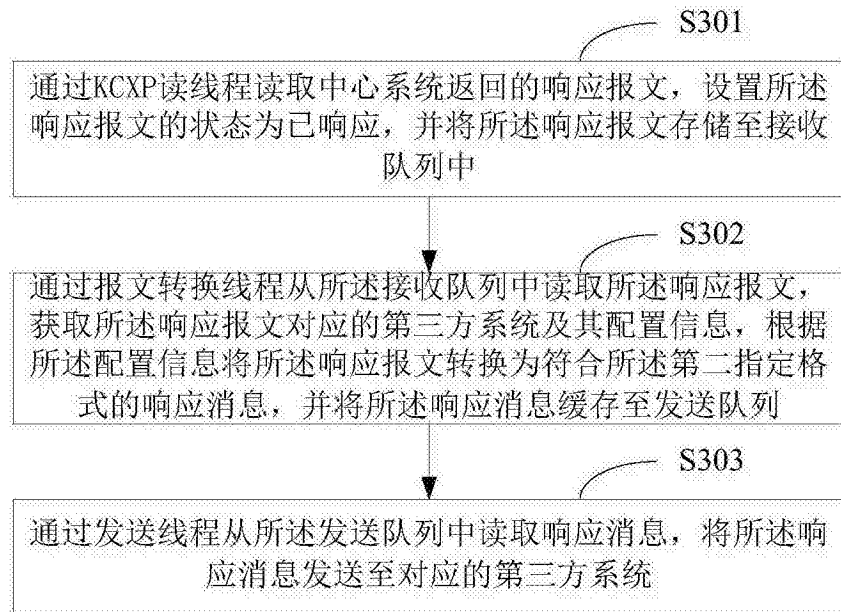 S301
通过KCXP读线程读取中心系统返回的响应报文，设置所述
响应报文的状态为已响应，并将所述响应报文存储至接收
队列中
S302
通过报文转换线程从所述接收队列中读取所述响应报文，
获取所述响应报文对应的第三方系统及其配置信息，根据
所述配置信息将所述响应报文转换为符合所述第二指定格
式的响应消息，并将所述响应消息缓存至发送队列
S303
通过发送线程从所述发送队列中读取响应消息，将所述响
应消息发送至对应的第三方系统